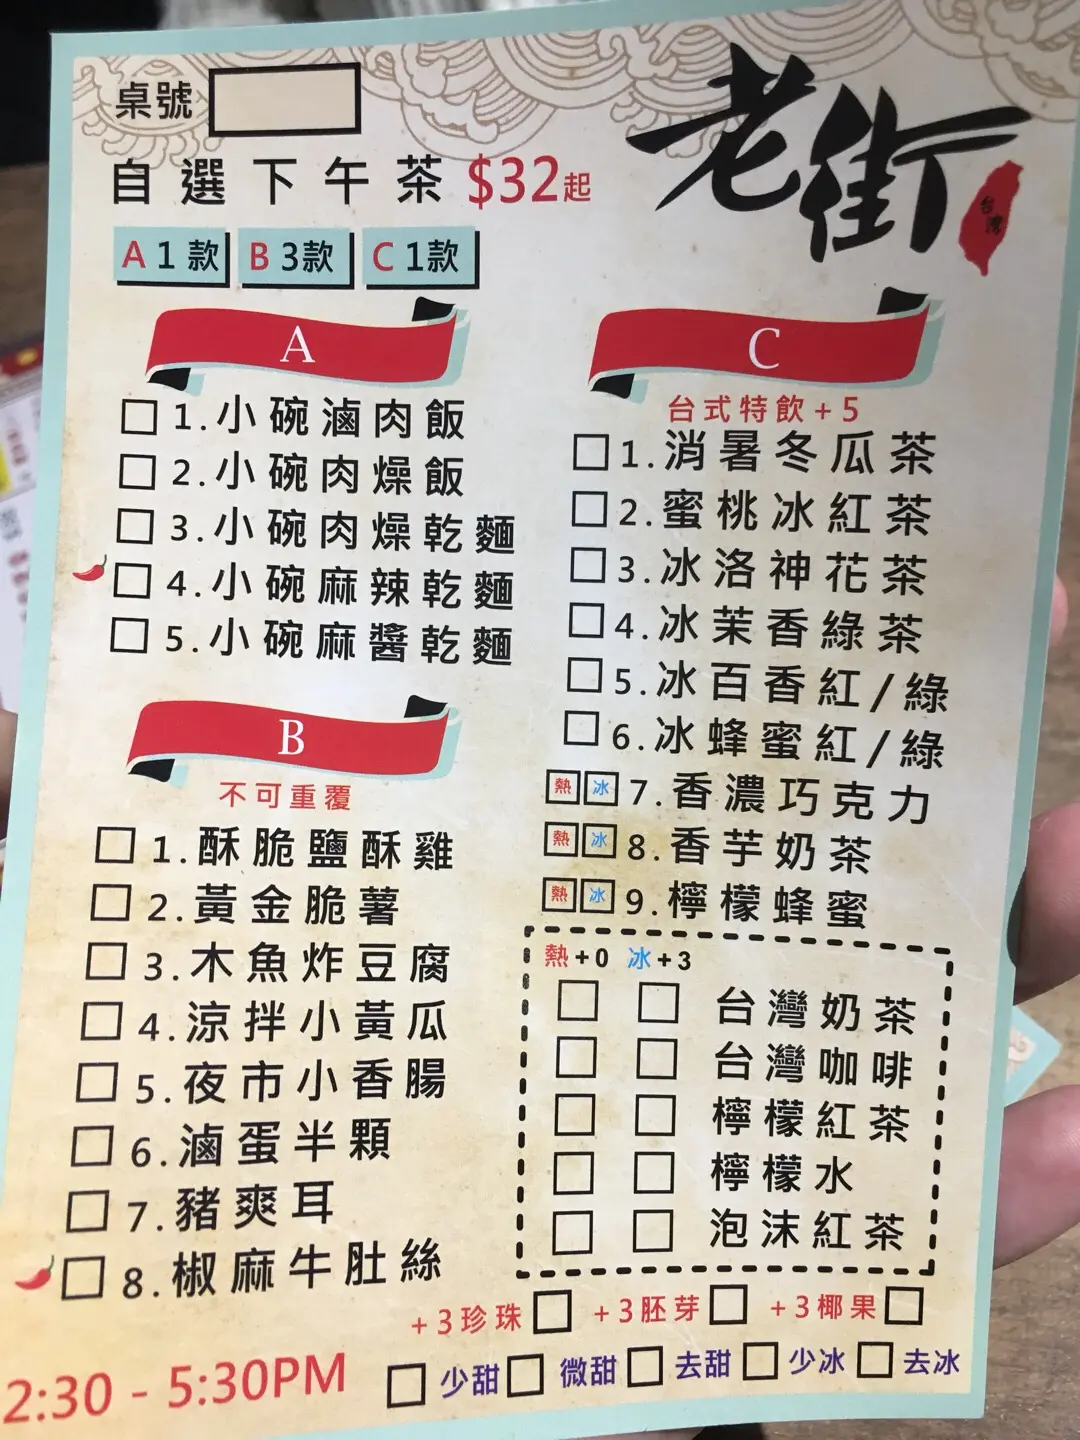 桌號
老街
台灣
自選下午茶 $32起
A 1款 B 3款 C 1款
A
1.小碗滷肉飯
2.小碗肉燥飯
3.小碗肉燥乾麵
4.小碗麻辣乾麵
5.小碗麻醬乾麵
B
不可重覆
1.酥脆鹽酥雞
2.黃金脆薯
3.木魚炸豆腐
4.涼拌小黃瓜
5.夜市小香腸
6.滷蛋半顆
7.豬爽耳
8.椒麻牛肚絲
C
台式特飲+5
1.消暑冬瓜茶
2.蜜桃冰紅茶
3.冰洛神花茶
4.冰茉香綠茶
5.冰百香紅/綠
6.冰蜂蜜紅/綠
熱 冰 7.香濃巧克力
熱 冰 8.香芋奶茶
熱 冰 9.檸檬蜂蜜
熱+0 冰+3
台灣奶茶
台灣咖啡
檸檬紅茶
檸檬水
泡沫紅茶
+3珍珠 +3胚芽 +3椰果
2:30 - 5:30PM
少甜 微甜 去甜 少冰 去冰